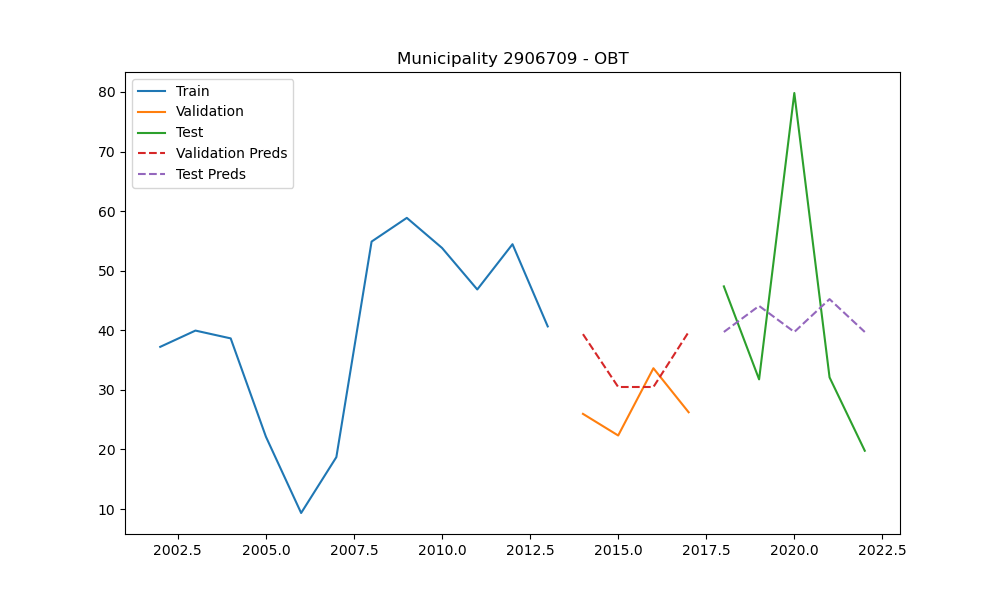 Municipality 2906709 - OBT
Train
Validation
Test
Validation Preds
Test Preds
80
70
60
50
40
30
20
10
2002.5 2005.0 2007.5 2010.0 2012.5 2015.0 2017.5 2020.0 2022.5